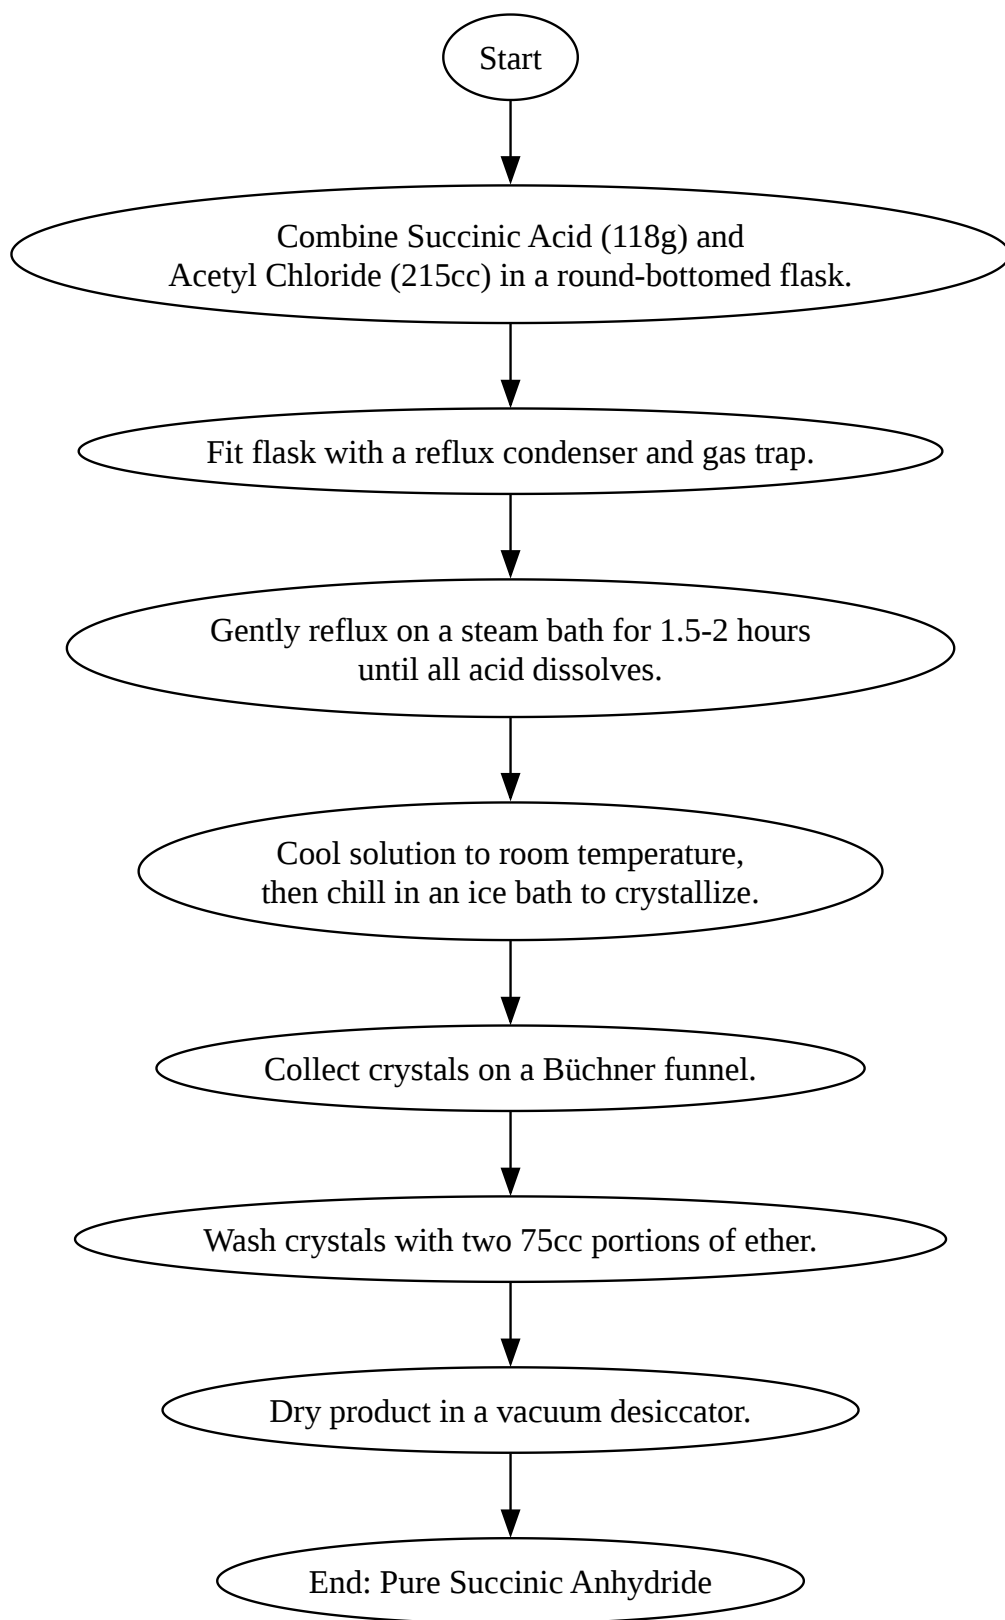 Start
Combine Succinic Acid (118g) and
Acetyl Chloride (215cc) in a round-bottomed flask.
Fit flask with a reflux condenser and gas trap.
Gently reflux on a steam bath for 1.5-2 hours
until all acid dissolves.
Cool solution to room temperature,
then chill in an ice bath to crystallize.
Collect crystals on a Büchner funnel.
Wash crystals with two 75cc portions of ether.
Dry product in a vacuum desiccator.
End: Pure Succinic Anhydride